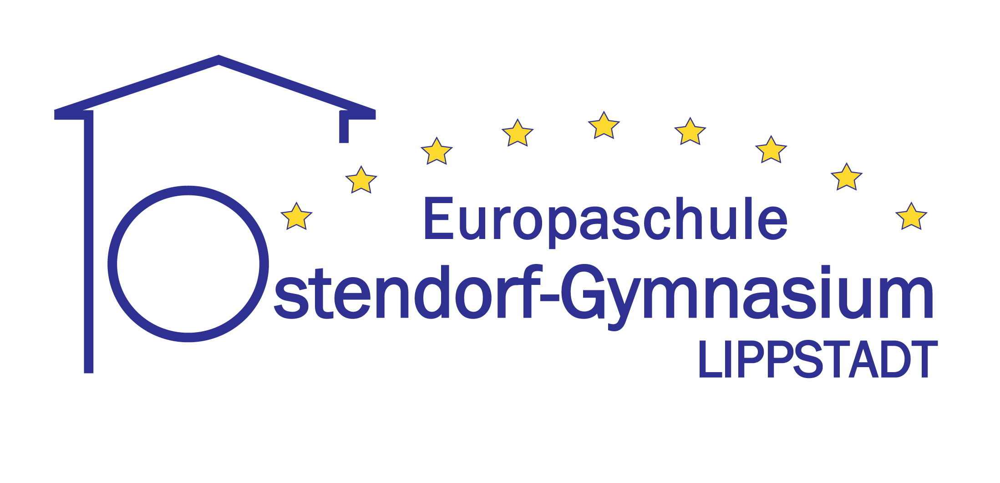 Europaschule
Ostendorf-Gymnasium
LIPPSTADT